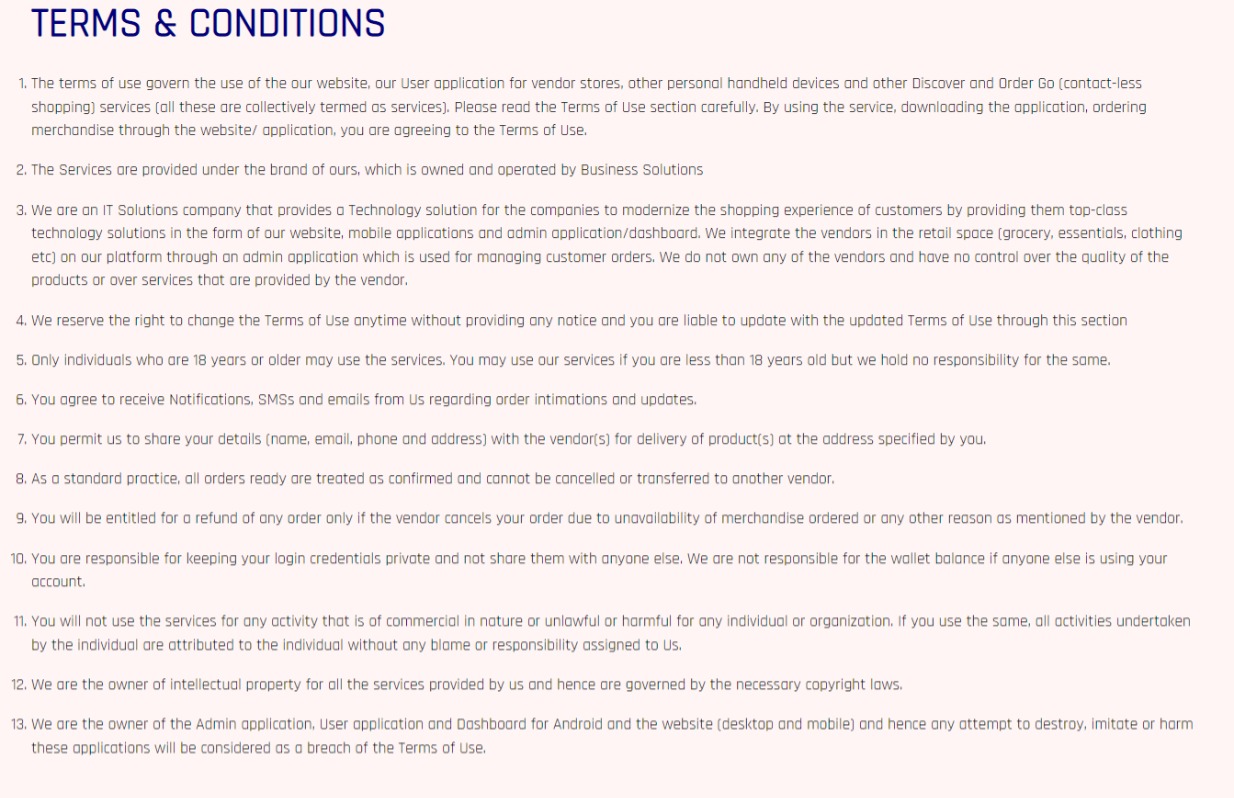 TERMS & CONDITIONS
1. The terms of use govern the use of the our website, our User application for vendor stores, other personal handheld devices and other Discover and Order Go (contact-less
shopping) services (all these are collectively termed as services). Please read the Terms of Use section carefully. By using the service, downloading the application, ordering
merchandise through the website/ application, you are agreeing to the Terms of Use.
2. The Services are provided under the brand of ours, which is owned and operated by Business Solutions
3. We are an IT Solutions company that provides a Technology solution for the companies to modernize the shopping experience of customers by providing them top-class
technology solutions in the form of our website, mobile applications and admin application/dashboard. We integrate the vendors in the retail space (grocery, essentials, clothing
etc) on our platform through an admin application which is used for managing customer orders. We do not own any of the vendors and have no control over the quality of the
products or over services that are provided by the vendor.
4. We reserve the right to change the Terms of Use anytime without providing any notice and you are liable to update with the updated Terms of Use through this section
5. Only individuals who are 18 years or older may use the services. You may use our services if you are less than 18 years old but we hold no responsibility for the same.
6. You agree to receive Notifications, SMSs and emails from Us regarding order intimations and updates.
7. You permit us to share your details (name, email, phone and address) with the vendor(s) for delivery of product(s) at the address specified by you.
8. As a standard practice, all orders ready are treated as confirmed and cannot be cancelled or transferred to another vendor.
9. You will be entitled for a refund of any order only if the vendor cancels your order due to unavailability of merchandise ordered or any other reason as mentioned by the vendor.
10. You are responsible for keeping your login credentials private and not share them with anyone else. We are not responsible for the wallet balance if anyone else is using your
account.
11. You will not use the services for any activity that is of commercial in nature or unlawful or harmful for any individual or organization. If you use the same, all activities undertaken
by the individual are attributed to the individual without any blame or responsibility assigned to Us.
12. We are the owner of intellectual property for all the services provided by us and hence are governed by the necessary copyright laws.
13. We are the owner of the Admin application, User application and Dashboard for Android and the website (desktop and mobile) and hence any attempt to destroy, imitate or harm
these applications will be considered as a breach of the Terms of Use.